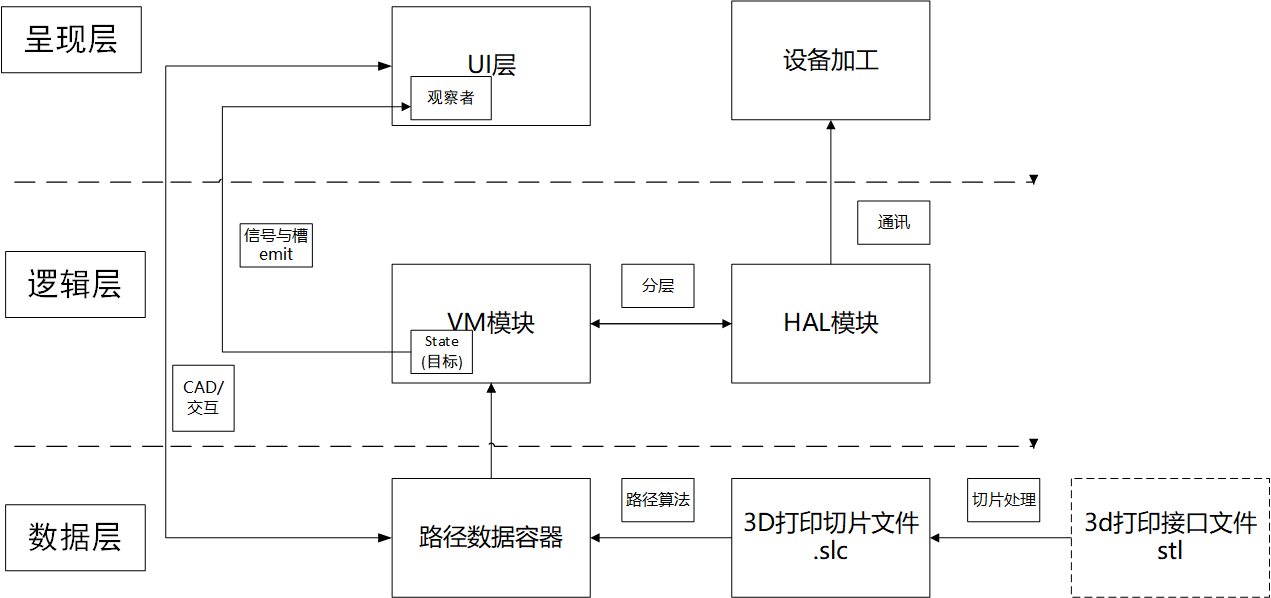 呈现层
UI层
观察者
设备加工
信号与槽
emit
通讯
逻辑层
VM模块
State
(目标)
分层
HAL模块
CAD/
交互
数据层
路径数据容器
路径算法
3D打印切片文件
.slc
切片处理
3d打印接口文件
stl